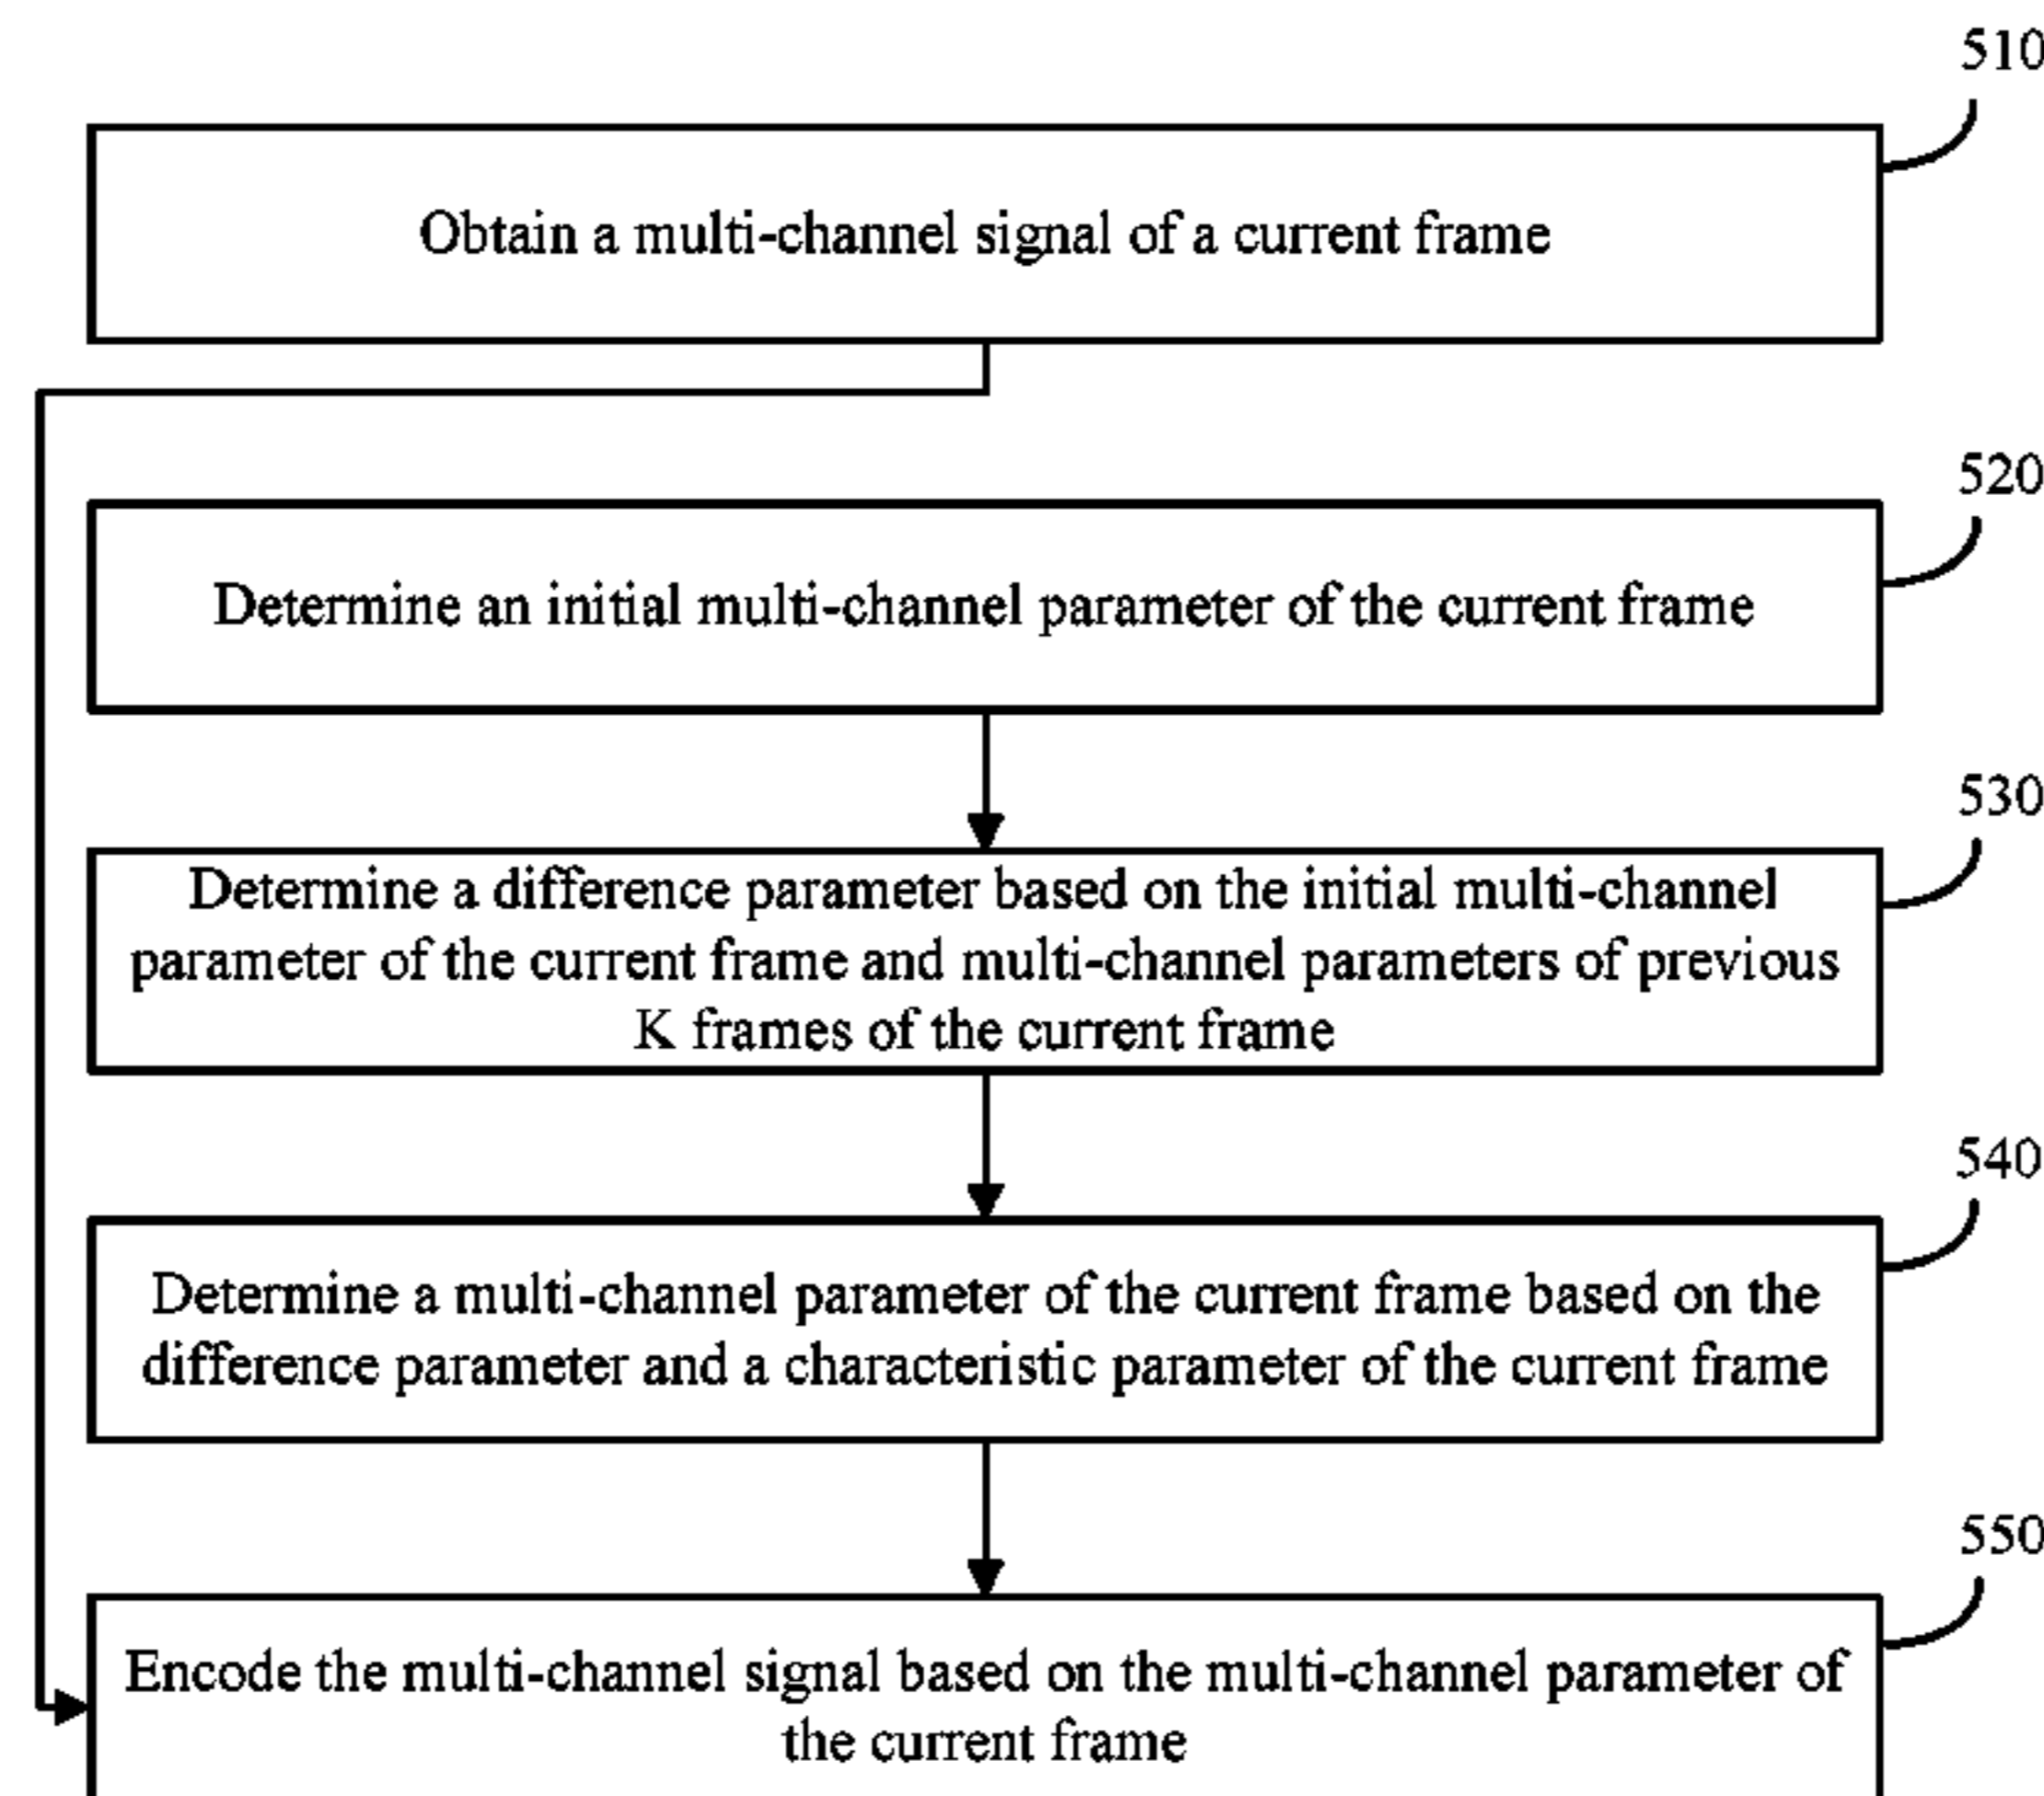 510
Obtain a multi-channel signal of a current frame
520
Determine an initial multi-channel parameter of the current frame
530
Determine a difference parameter based on the initial multi-channel
parameter of the current frame and multi-channel parameters of previous
K frames of the current frame
540
Determine a multi-channel parameter of the current frame based on the
difference parameter and a characteristic parameter of the current frame
550
Encode the multi-channel signal based on the multi-channel parameter of
the current frame